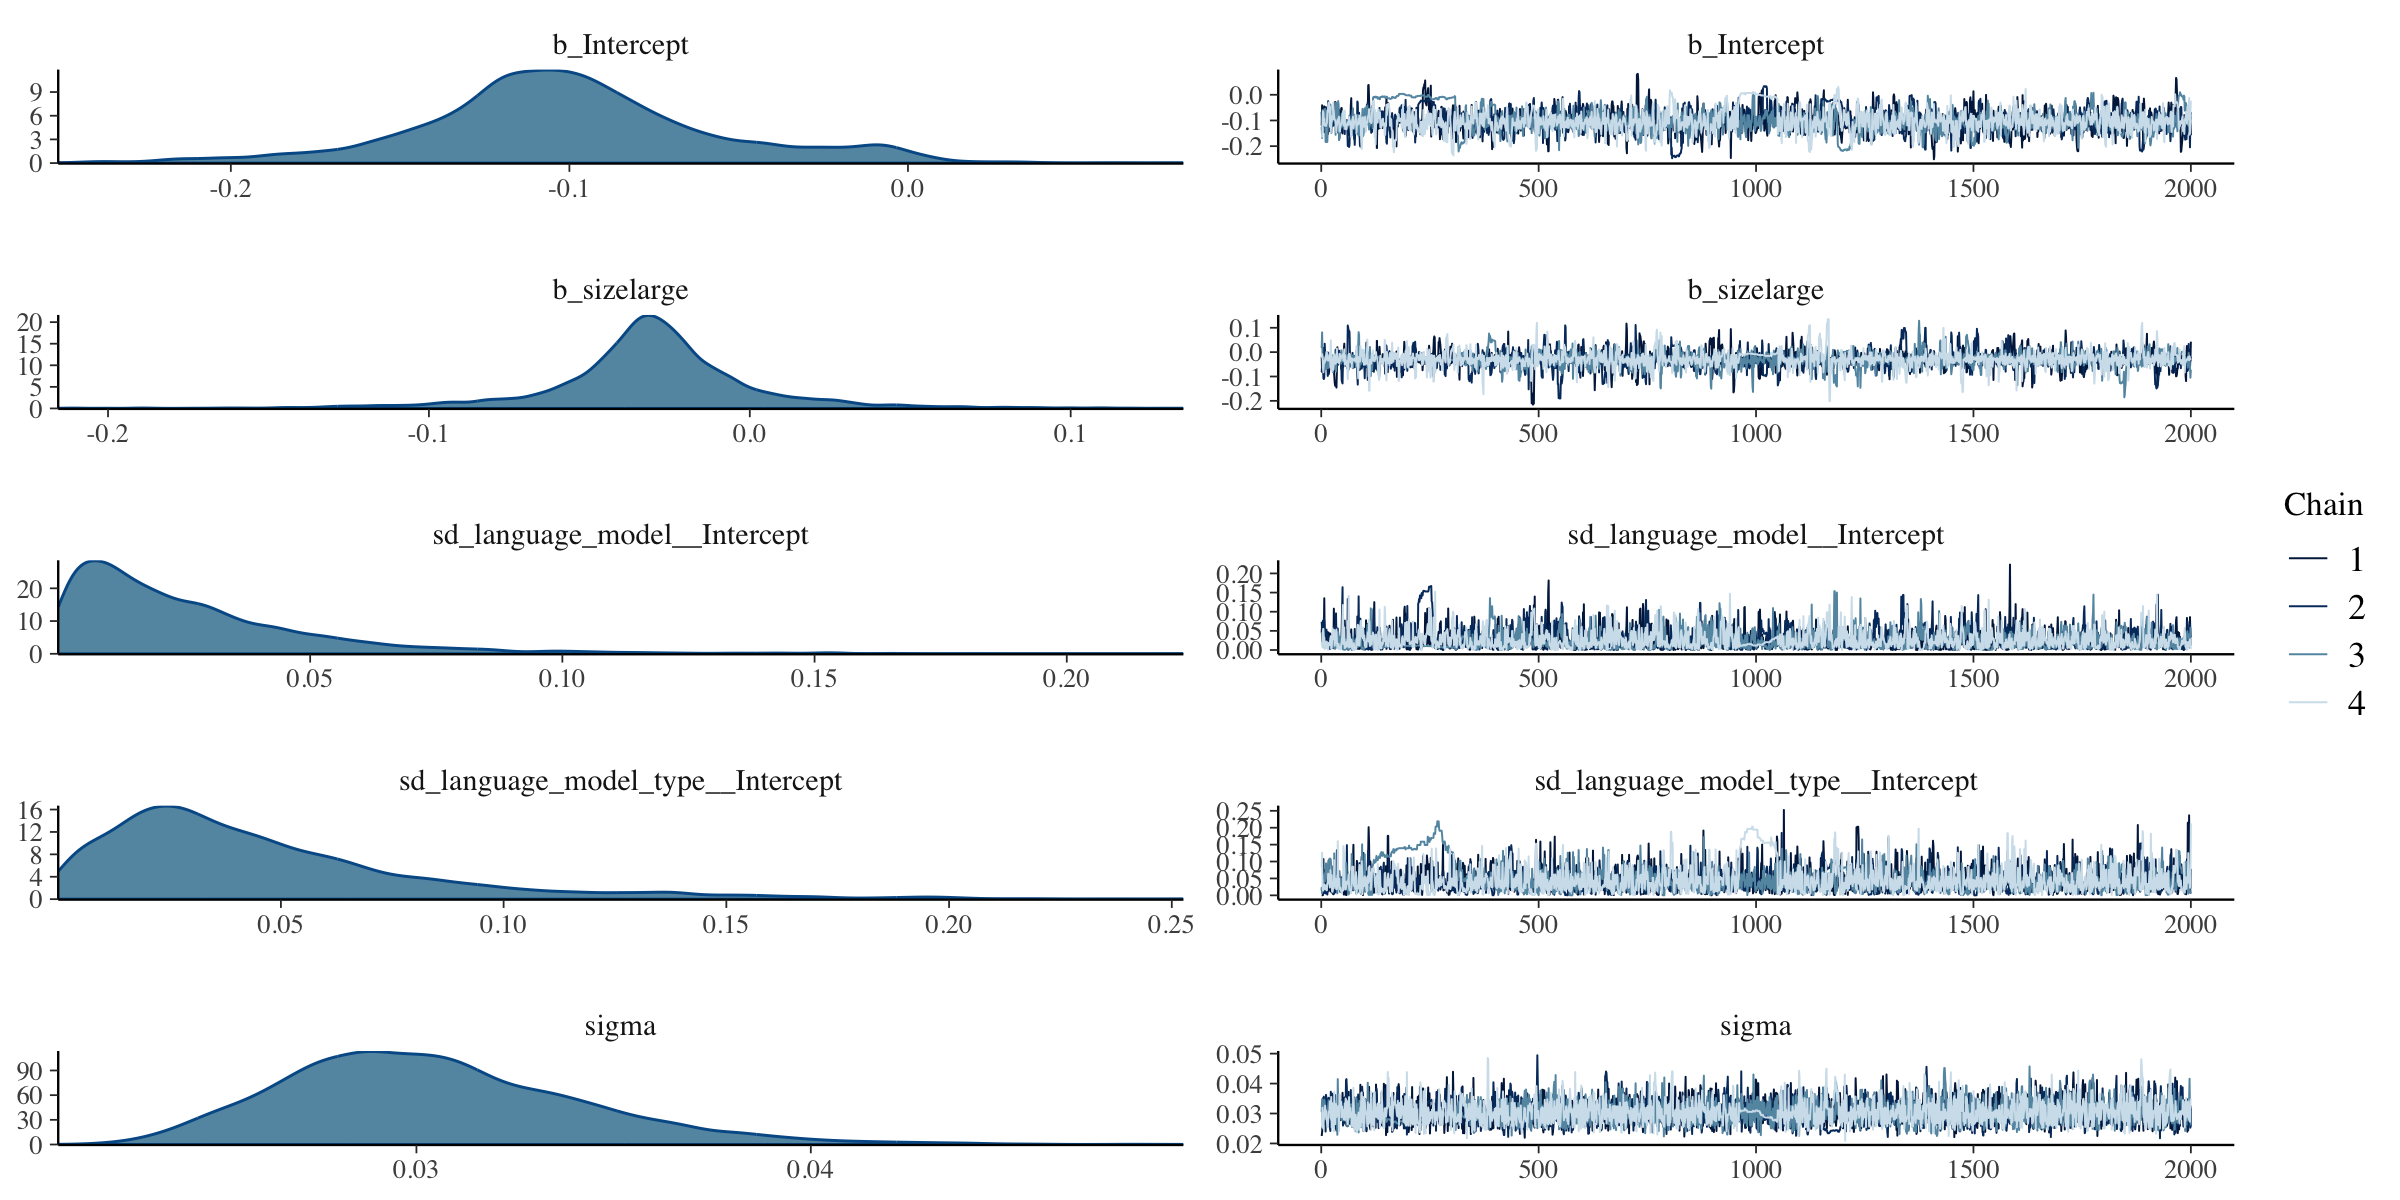 b_Intercept
9
6
3
0
-0.2 -0.1 0.0
b_Intercept
0.0
-0.1
-0.2
0 500 1000 1500 2000
b_sizelarge
20
15
10
5
0
-0.2 -0.1 0.0 0.1
b_sizelarge
0.1
0.0
-0.1
-0.2
0 500 1000 1500 2000
sd_language_model__Intercept
20
10
0
0.05 0.10 0.15 0.20
sd_language_model__Intercept
0.20
0.15
0.10
0.05
0.00
0 500 1000 1500 2000
sd_language_model_type__Intercept
16
12
8
4
0
0.05 0.10 0.15 0.20 0.25
sd_language_model_type__Intercept
0.25
0.20
0.15
0.10
0.05
0.00
0 500 1000 1500 2000
sigma
90
60
30
0
0.03 0.04
sigma
0.05
0.04
0.03
0.02
0 500 1000 1500 2000
Chain
1
2
3
4